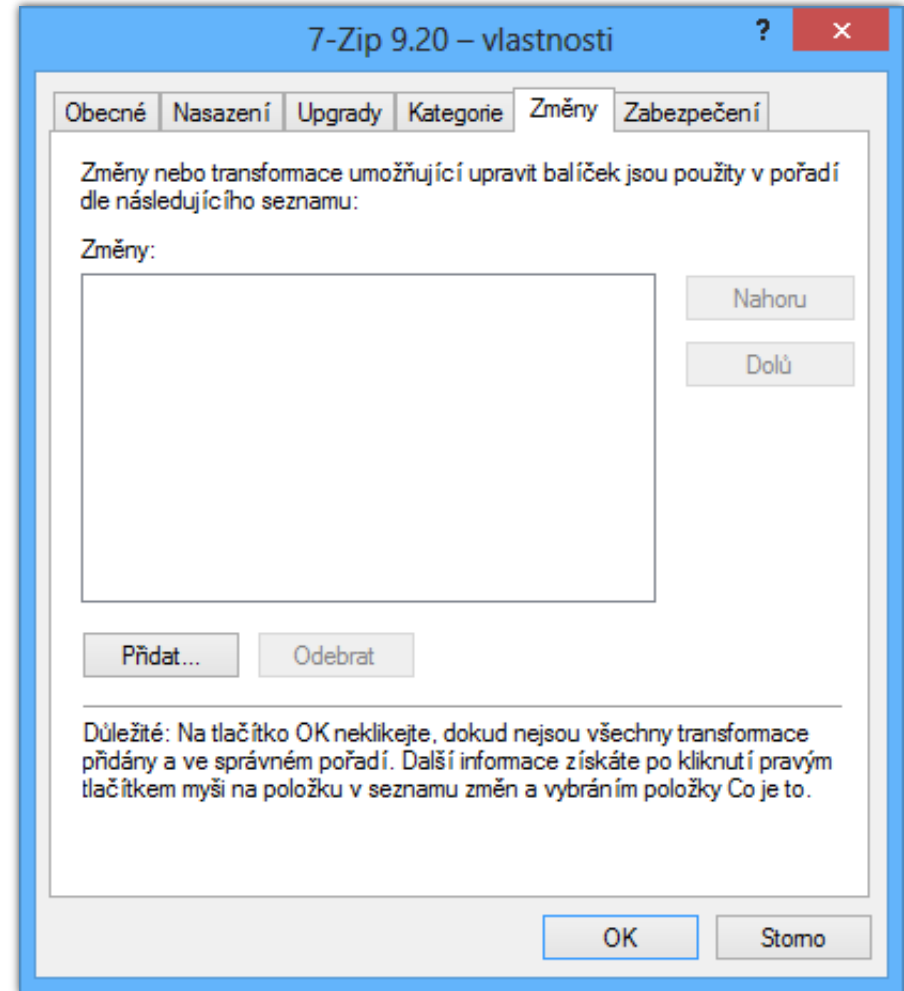 7-Zip 9.20 – vlastnosti
?
Obecné Nasazení Upgrady Kategorie Změny Zabezpečení
Změny nebo transformace umožňující upravit balíček jsou použity v pořadí
dle následujícího seznamu:
Změny:
Nahoru
Dolů
Přidat... Odebrat
Důležité: Na tlačítko OK neklikejte, dokud nejsou všechny transformace
přidány a ve správném pořadí. Další informace získáte po kliknutí pravým
tlačítkem myši na položku v seznamu změn a vybráním položky Co je to.
OK Storno